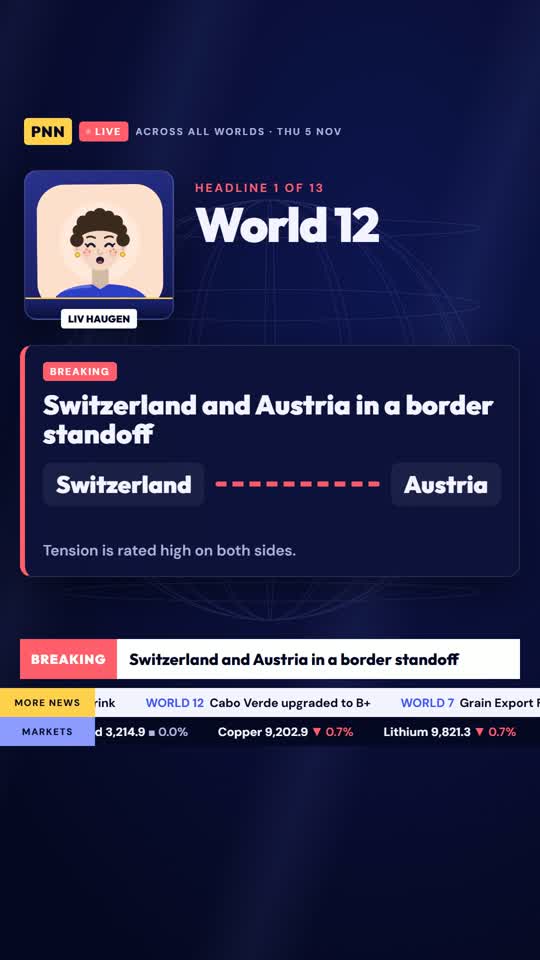 PNN
LIVE
ACROSS ALL WORLDS · THU 5 NOV
HEADLINE 1 OF 13
World 12
LIV HAUGEN
BREAKING
Switzerland and Austria in a border
standoff
Switzerland
Austria
Tension is rated high on both sides.
BREAKING
Switzerland and Austria in a border standoff
MORE NEWS
WORLD 12 Cabo Verde upgraded to B+
WORLD 7 Grain Export
MARKETS
3,214.9 ■ 0.0%
Copper 9,202.9 ▼ 0.7%
Lithium 9,821.3 ▼ 0.7%